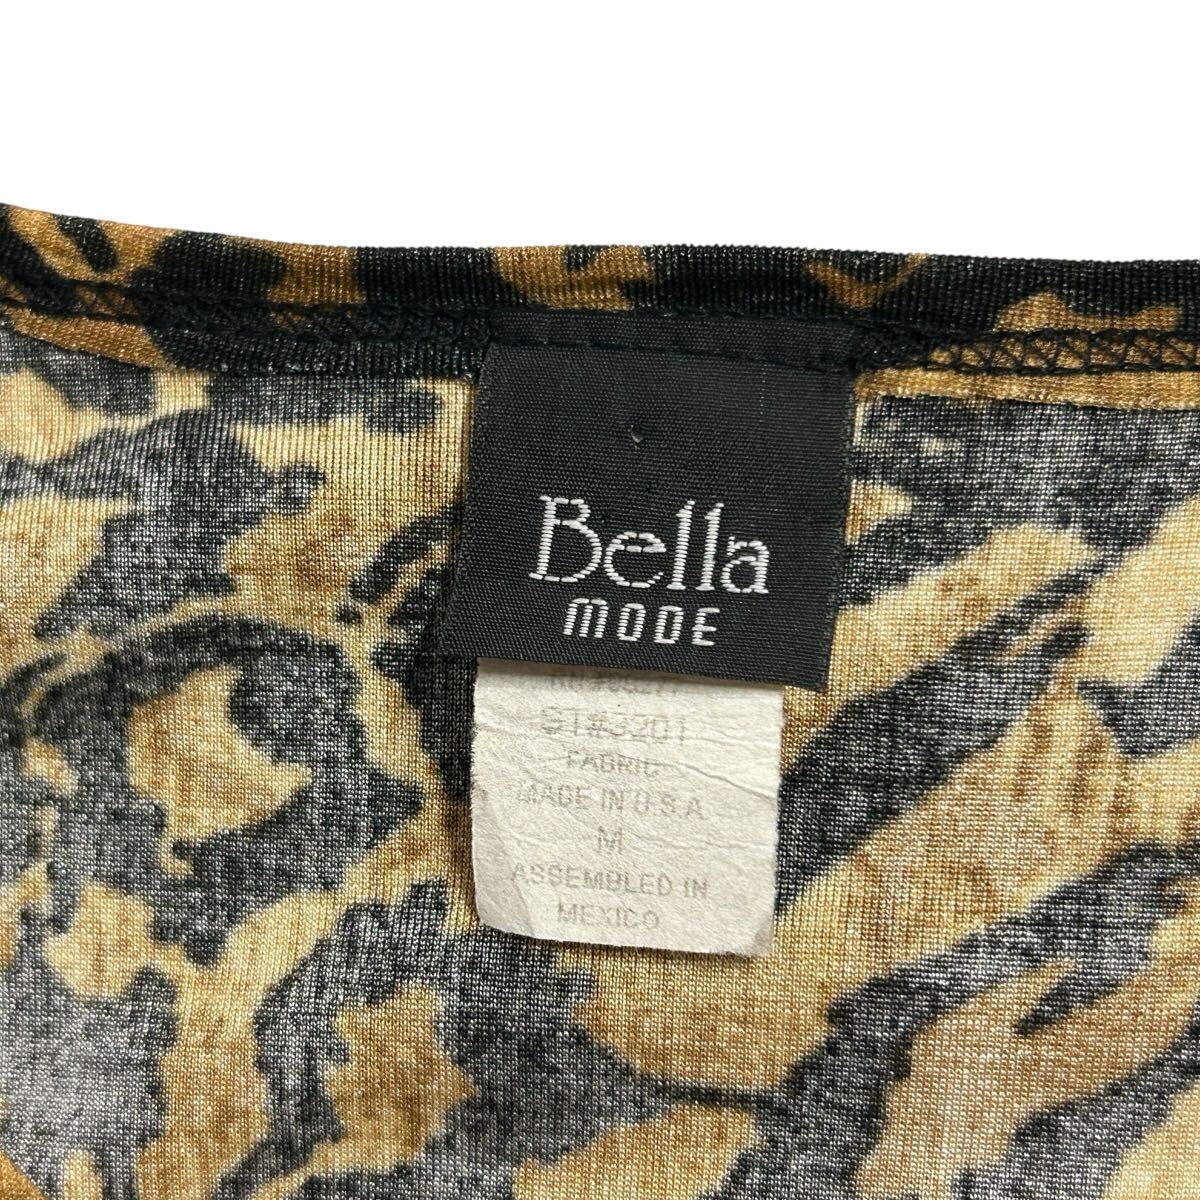 Bella
MODE
ST#3201
FABRIC
MADE IN U.S.A.
M
ASSEMBLED IN
MEXICO